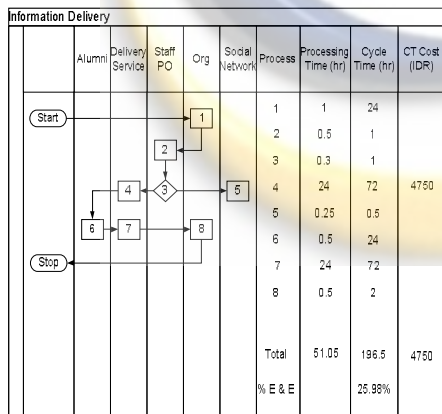 Information Delivery
Alumni Delivery Service Staff PO Org Social Network Process Processing Time (hr) Cycle Time (hr) CT Cost (IDR)
Start 1 1 1 24
2 2 0.5 1
3 3 0.3 1
4 5 4 24 72 4750
5 0.25 0.5
6 7 8 6 0.5 24
Stop 7 24 72
8 0.5 2
Total 51.05 196.5 4750
% E & E 25.98%